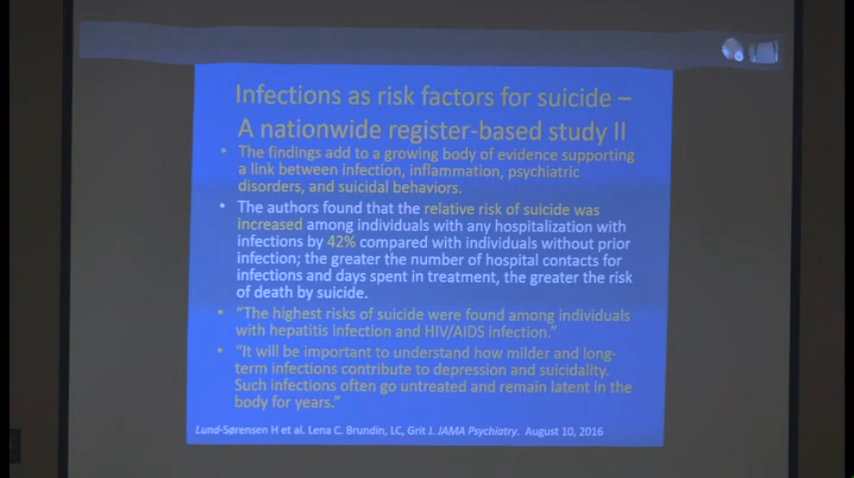 Infections as risk factors for suicide –
A nationwide register-based study II
• The findings add to a growing body of evidence supporting
a link between infection, inflammation, psychiatric
disorders, and suicidal behaviors.
• The authors found that the relative risk of suicide was
increased among individuals with any hospitalization with
infections by 42% compared with individuals without prior
infection; the greater the number of hospital contacts for
infections and days spent in treatment, the greater the risk
of death by suicide.
• “The highest risks of suicide were found among individuals
with hepatitis infection and HIV/AIDS infection.”
• “It will be important to understand how milder and long-
term infections contribute to depression and suicidality.
Such infections often go untreated and remain latent in the
body for years.”
Lund-Sørensen H et al. Lena C. Brundin, LC, Grit J. JAMA Psychiatry. August 10, 2016